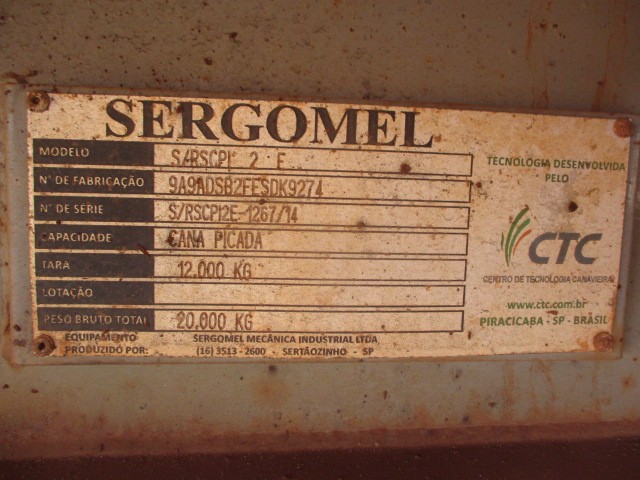 SERGOMEL
MODELO S/RSCPI 2 E
Nº DE FABRICAÇÃO 9A9ADSB2FESDK9274
Nº DE SÉRIE S/RSCPI2E-1267/14
CAPACIDADE CANA PICADA
TARA 12.000 KG
LOTAÇÃO
PESO BRUTO TOTAL 20.000 KG
EQUIPAMENTO PRODUZIDO POR:
SERGOMEL MECÂNICA INDUSTRIAL LTDA
(16) 3513 - 2600 - SERTÃOZINHO - SP
TECNOLOGIA DESENVOLVIDA
PELO
CTC
CENTRO DE TECNOLOGIA CANAVIEIRA
www.ctc.com.br
PIRACICABA - SP - BRASIL